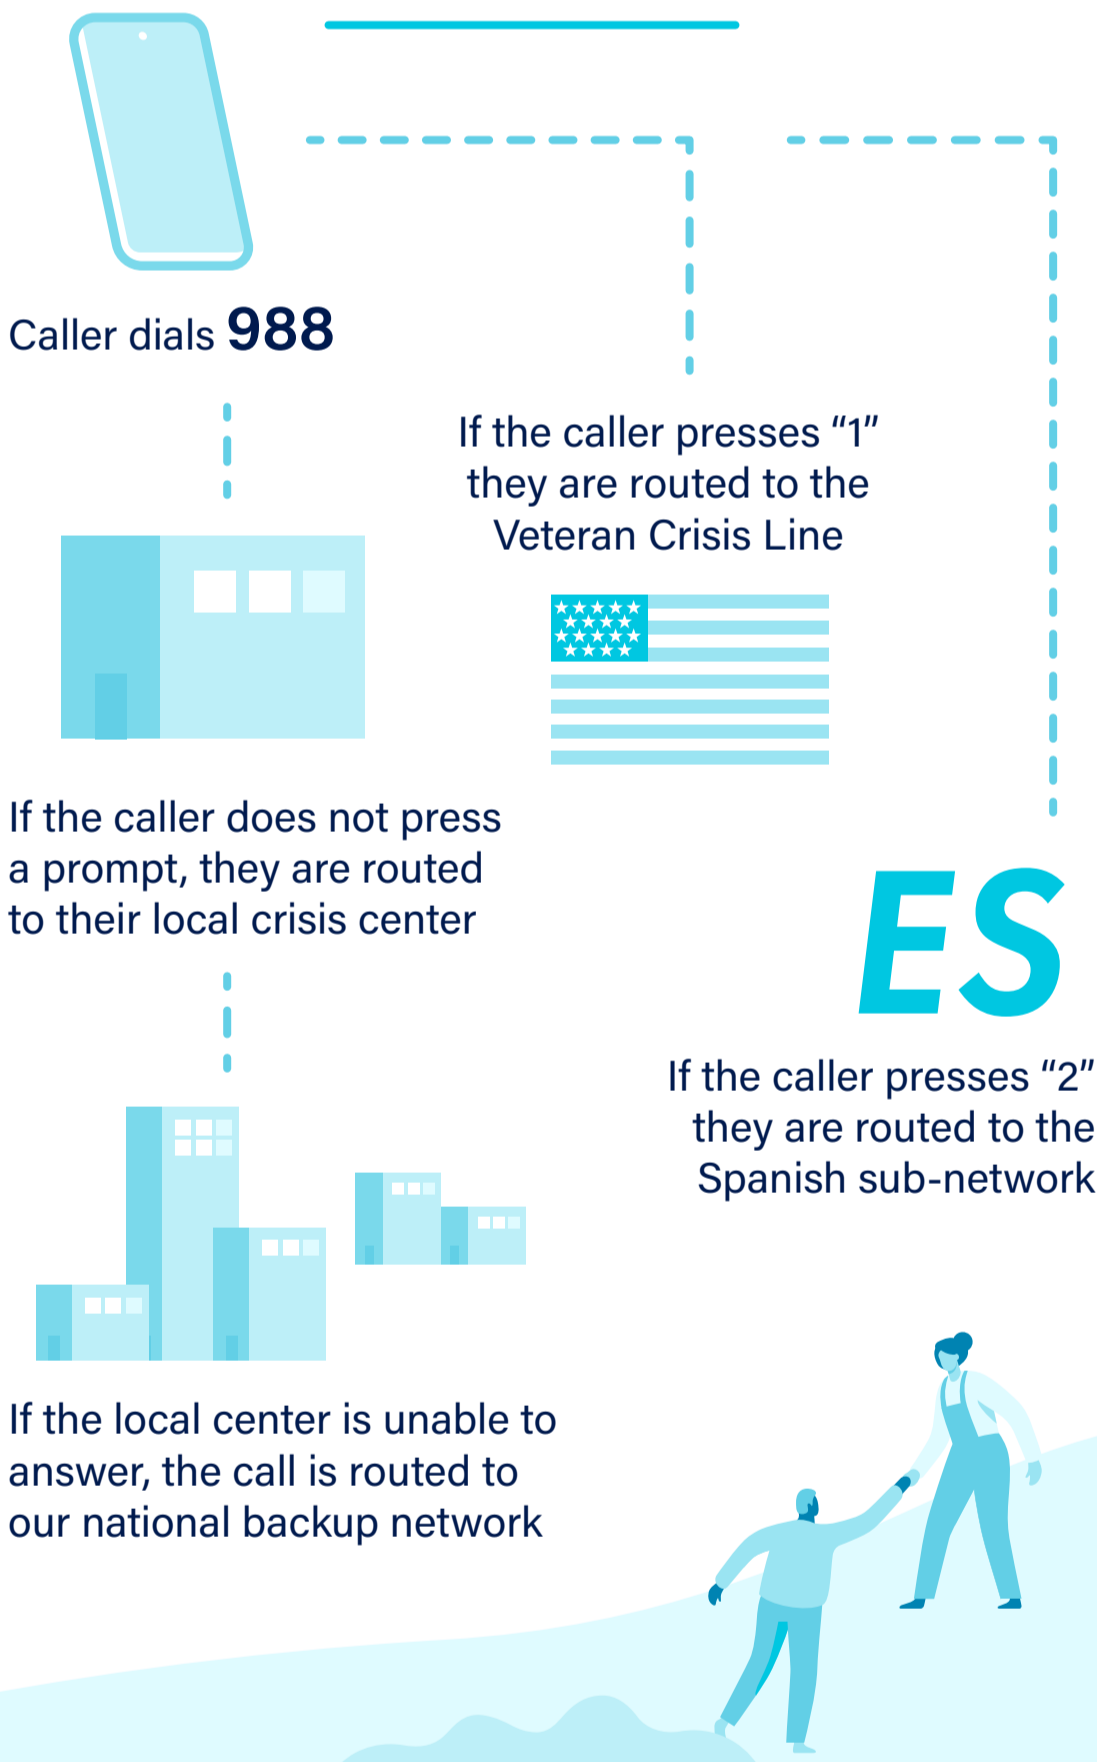 Caller dials 988
If the caller presses “1”
they are routed to the
Veteran Crisis Line
If the caller does not press
a prompt, they are routed
to their local crisis center
ES
If the caller presses “2”
they are routed to the
Spanish sub-network
If the local center is unable to
answer, the call is routed to
our national backup network